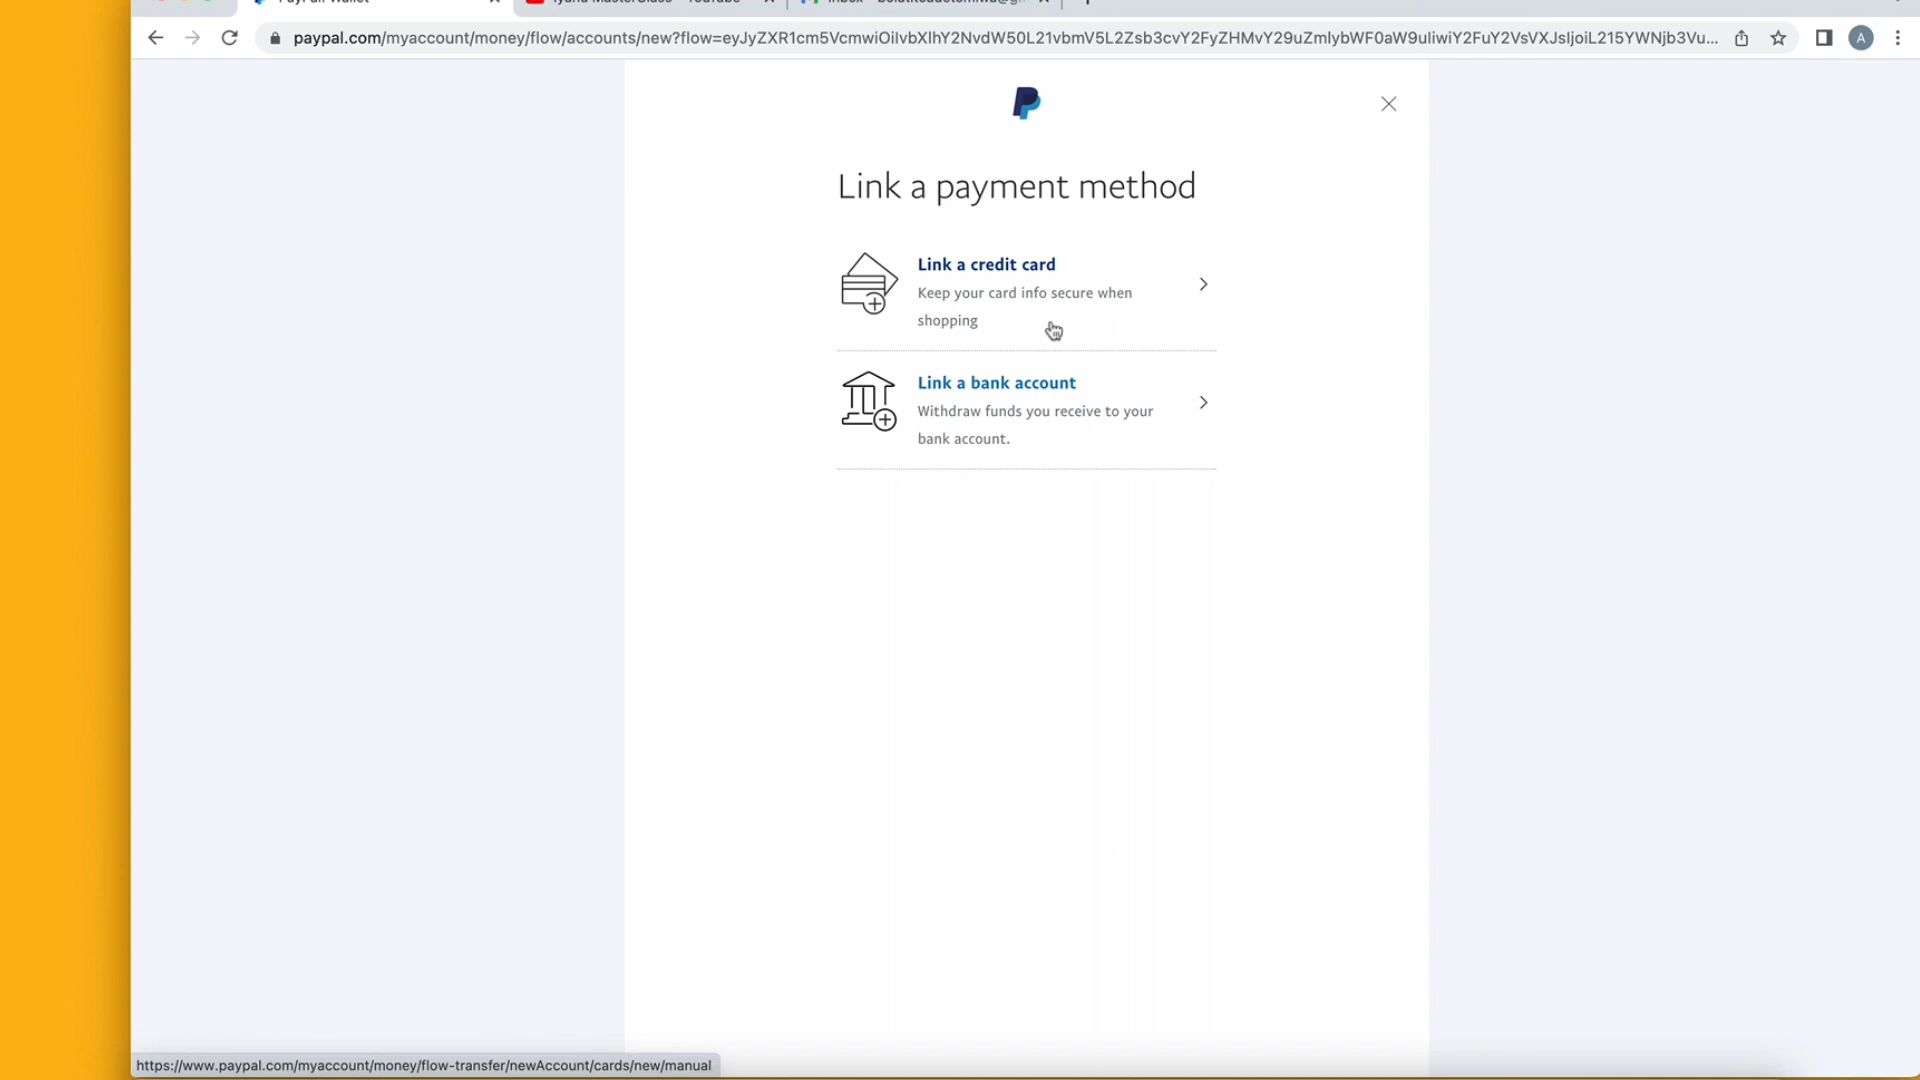 paypal.com/myaccount/money/flow/accounts/new?flow=eyJyZXR1cm5VcmwiOiIvbXlhY2NvdW50L21vbmV5L2Zsb3cvY2FyZHMvY29uZmlybWF0aW9uIiwiY2FuY2VsVXJsIjoiL215YWNjb3Vu...
A
Link a payment method
Link a credit card
Keep your card info secure when
shopping
Link a bank account
Withdraw funds you receive to your
bank account.
https://www.paypal.com/myaccount/money/flow-transfer/newAccount/cards/new/manual